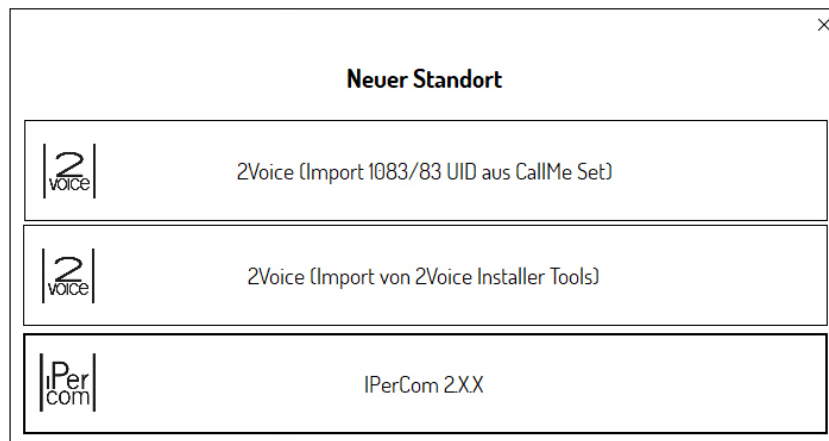 ×
Neuer Standort
2 voice
2Voice (Import 1083/83 UID aus CallMe Set)
2 voice
2Voice (Import von 2Voice Installer Tools)
iPer com
IPerCom 2.X.X